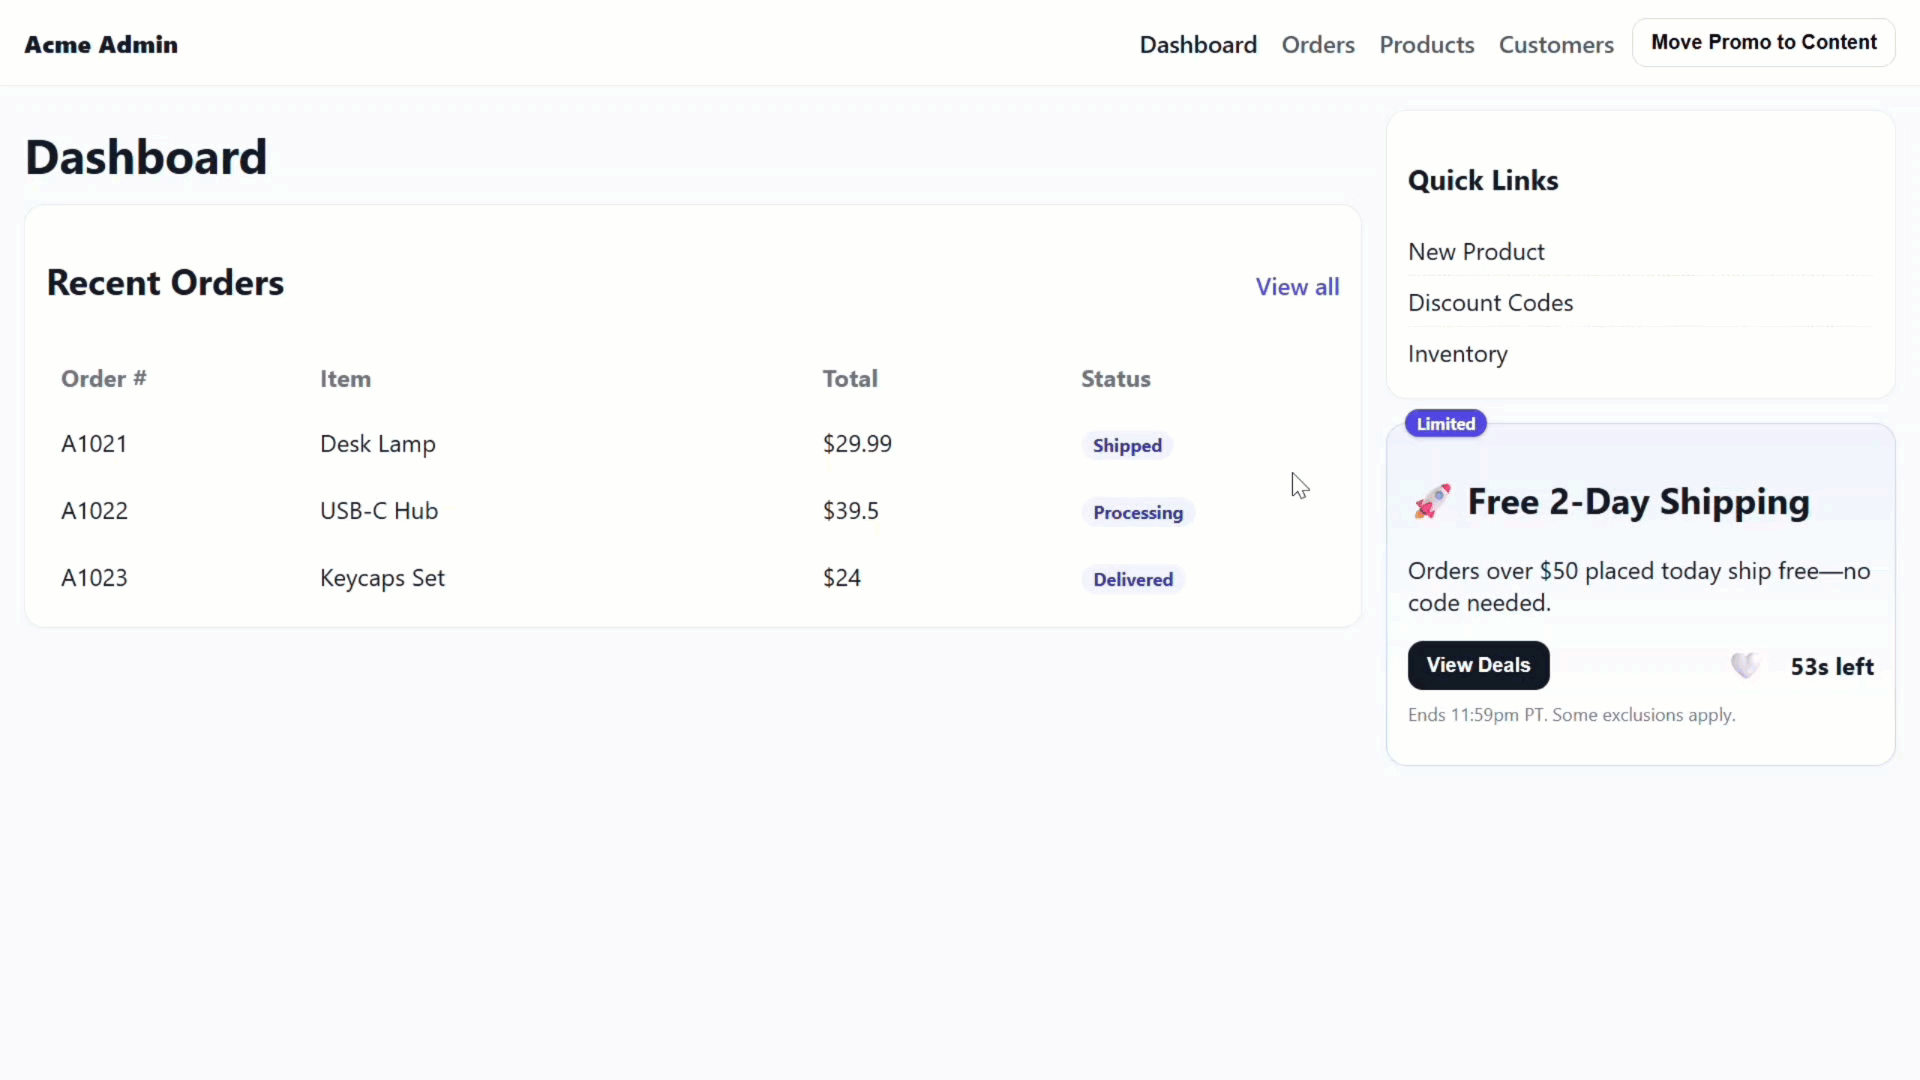 Acme Admin
Dashboard Orders Products Customers Move Promo to Content
Dashboard
Recent Orders View all
Order # Item Total Status
A1021 Desk Lamp $29.99 Shipped
A1022 USB-C Hub $39.5 Processing
A1023 Keycaps Set $24 Delivered
Quick Links
New Product
Discount Codes
Inventory
Limited
🚀 Free 2-Day Shipping
Orders over $50 placed today ship free—no
code needed.
View Deals 🤍 53s left
Ends 11:59pm PT. Some exclusions apply.